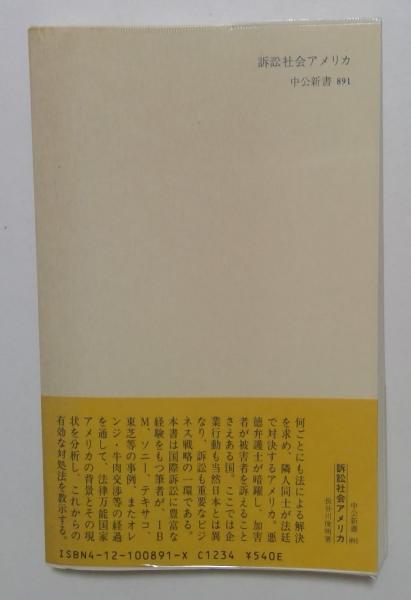 訴訟社会アメリカ
中公新書 891
中公新書 891
訴訟社会アメリカ
長谷川俊明著
何ごとにも法による解決
を求め、隣人同士が法廷
で対決するアメリカ。悪
徳弁護士が暗躍し、加害
者が被害者を訴えること
さえある国。ここでは企
業行動も当然日本とは異
なり、訴訟も重要なビジ
ネス戦略の一環である。
本書は国際訴訟に豊富な
経験をもつ筆者が、IB
M、ソニー、テキサコ、
東芝等の事例、またオレ
ンジ・牛肉交渉等の経過
を通して、法律万能国家
アメリカの背景とその現
状を分析し、これからの
有効な対処法を教示する。
ISBN4-12-100891-X C1234 ¥540E